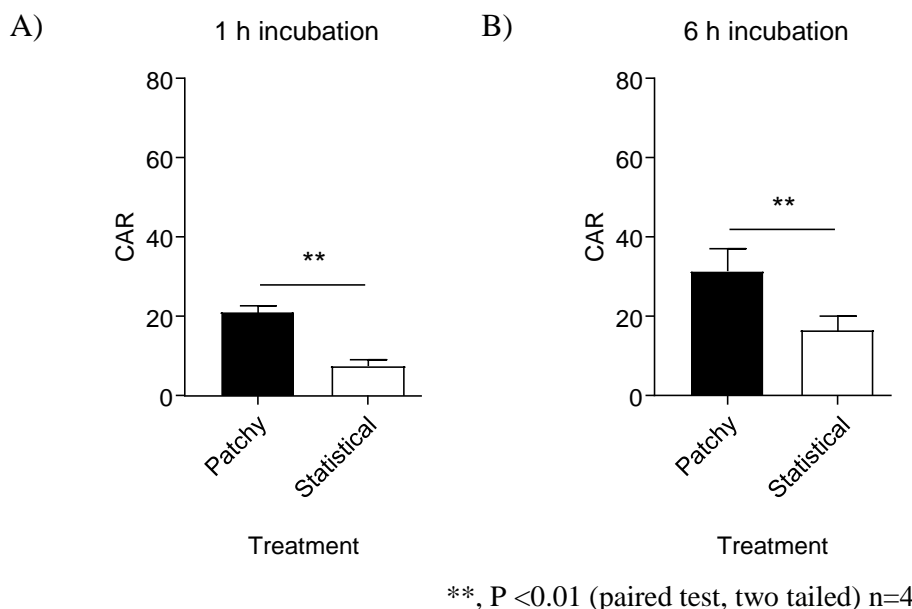 A)
1 h incubation
80
60
40
20
0
CAR
**
Patchy
Statistical
Treatment
B)
6 h incubation
80
60
40
20
0
CAR
**
Patchy
Statistical
Treatment
**, P <0.01 (paired test, two tailed) n=4